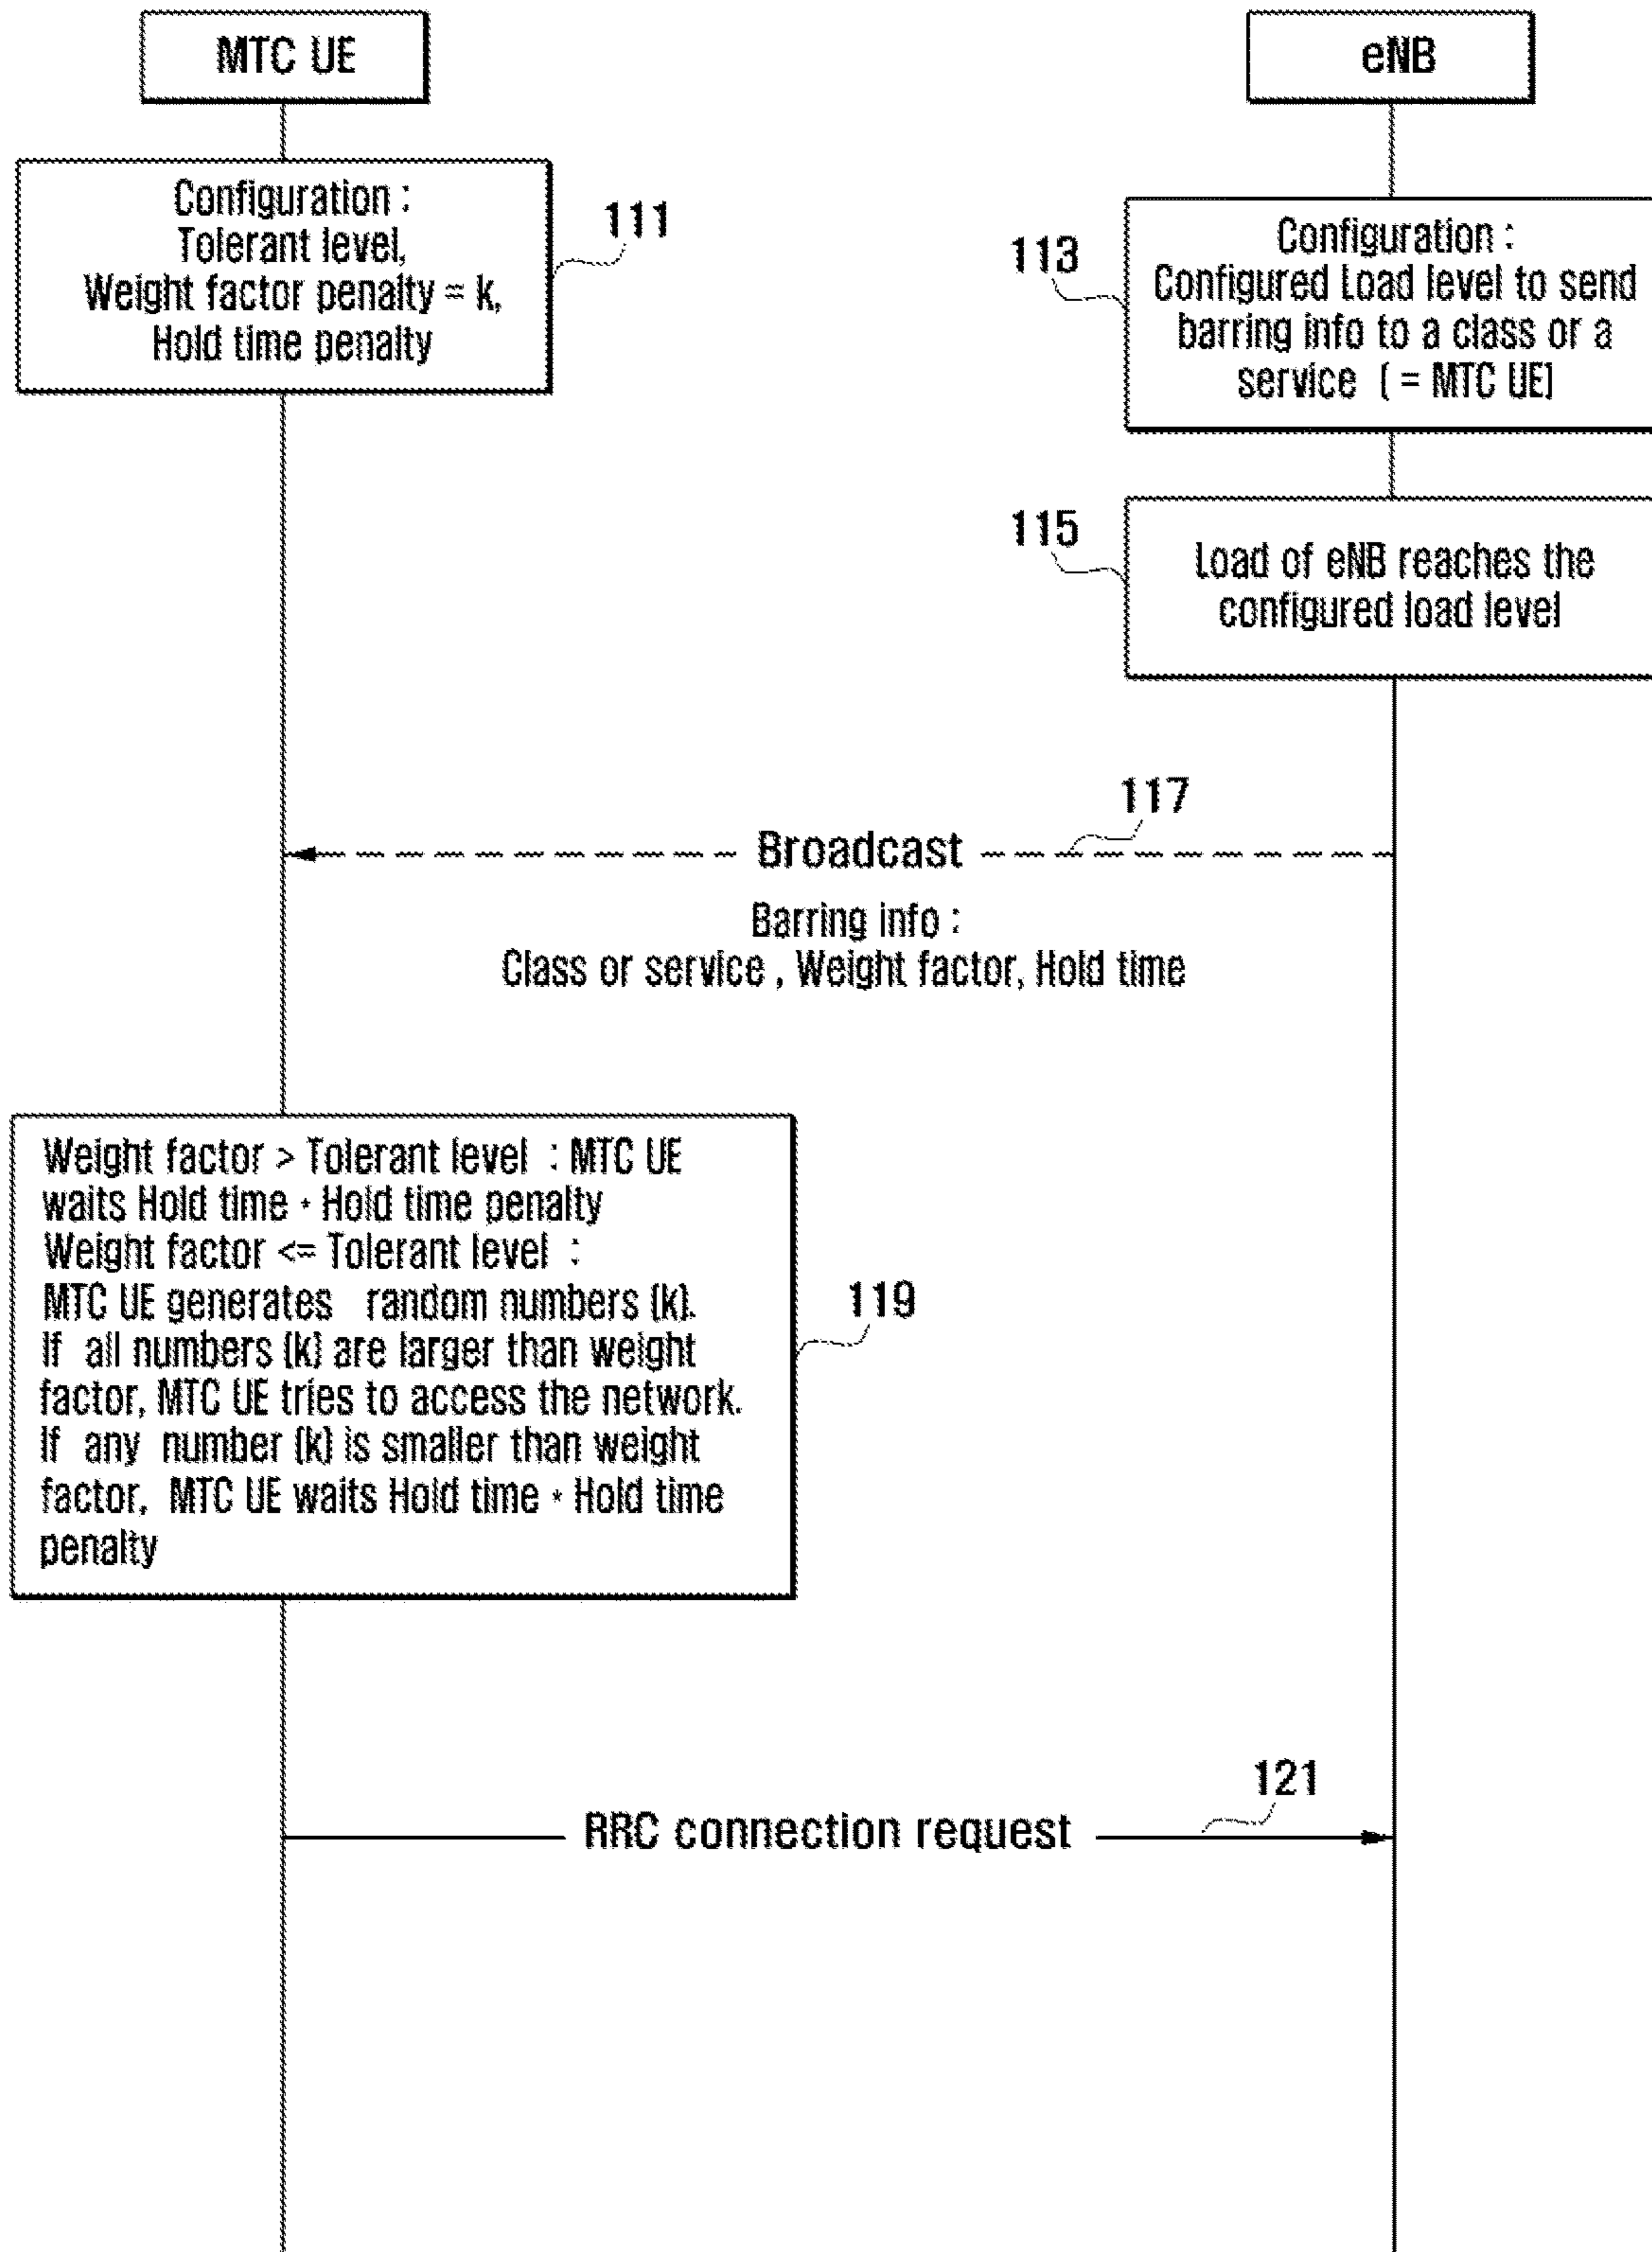 MTC UE
eNB
Configuration :
Tolerant level,
Weight factor penalty = k,
Hold time penalty
111
113
Configuration :
Configured Load level to send
barring info to a class or a
service ( = MTC UE)
115
Load of eNB reaches the
configured load level
117
Broadcast
Barring info :
Class or service , Weight factor, Hold time
Weight factor > Tolerant level : MTC UE
waits Hold time * Hold time penalty
Weight factor <= Tolerant level :
MTC UE generates random numbers (k).
If all numbers (k) are larger than weight
factor, MTC UE tries to access the network.
If any number (k) is smaller than weight
factor, MTC UE waits Hold time * Hold time
penalty
119
121
RRC connection request